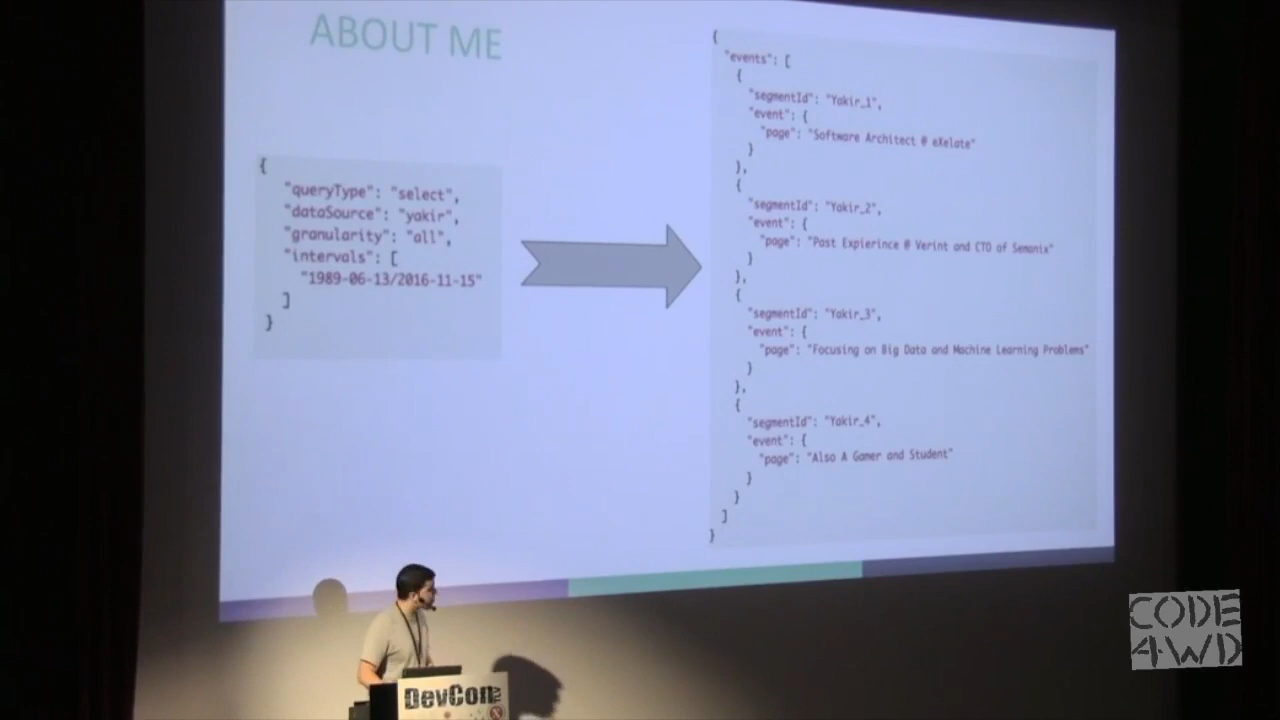 ABOUT ME
{
"queryType": "select",
"dataSource": "yakir",
"granularity": "all",
"intervals": [
"1989-06-13/2016-11-15"
]
}
{
"events": [
{
"segmentId": "Yakir_1",
"event": {
"page": "Software Architect @ eXelate"
}
},
{
"segmentId": "Yakir_2",
"event": {
"page": "Past Expierince @ Verint and CTO of Semanix"
}
},
{
"segmentId": "Yakir_3",
"event": {
"page": "Focusing on Big Data and Machine Learning Problems"
}
},
{
"segmentId": "Yakir_4",
"event": {
"page": "Also A Gamer and Student"
}
}
]
}
DevCon TLV
CODE
4WD